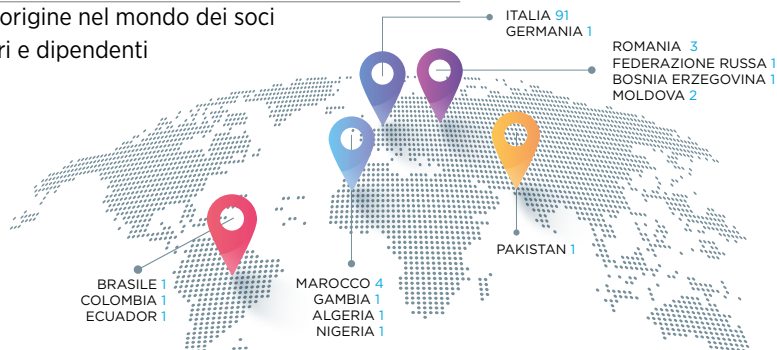 origine nel mondo dei soci
ri e dipendenti
ITALIA 91
GERMANIA 1
ROMANIA 3
FEDERAZIONE RUSSA 1
BOSNIA ERZEGOVINA 1
MOLDOVA 2
PAKISTAN 1
BRASILE 1
COLOMBIA 1
ECUADOR 1
MAROCCO 4
GAMBIA 1
ALGERIA 1
NIGERIA 1